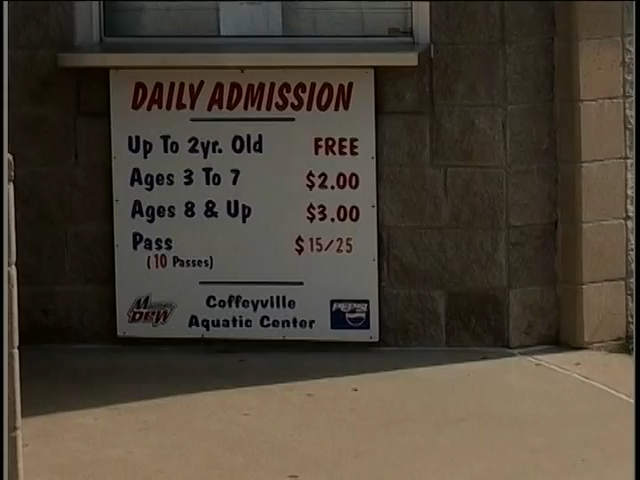 DAILY ADMISSION
Up To 2yr. Old FREE
Ages 3 To 7 $2.00
Ages 8 & Up $3.00
Pass $15/25
(10 Passes)
Coffeyville
Aquatic Center
Mountain
DEW
PEPSI